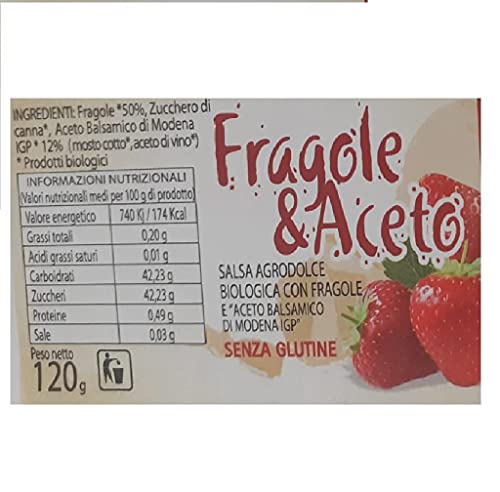 INGREDIENTI: Fragole *50%, Zucchero di
canna*, Aceto Balsamico di Modena
IGP * 12% (mosto cotto*, aceto di vino*)
* Prodotti biologici
INFORMAZIONI NUTRIZIONALI
Valori nutrizionali medi per 100 g di prodotto)
Valore energetico 740 Kj / 174 Kcal
Grassi totali 0,20 g
Acidi grassi saturi 0,01 g
Carboidrati 42,23 g
Zuccheri 42,23 g
Proteine 0,49 g
Sale 0,03 g
Peso netto
120g
Fragole
&Aceto
SALSA AGRODOLCE
BIOLOGICA CON FRAGOLE
E "ACETO BALSAMICO
DI MODENA IGP"
SENZA GLUTINE